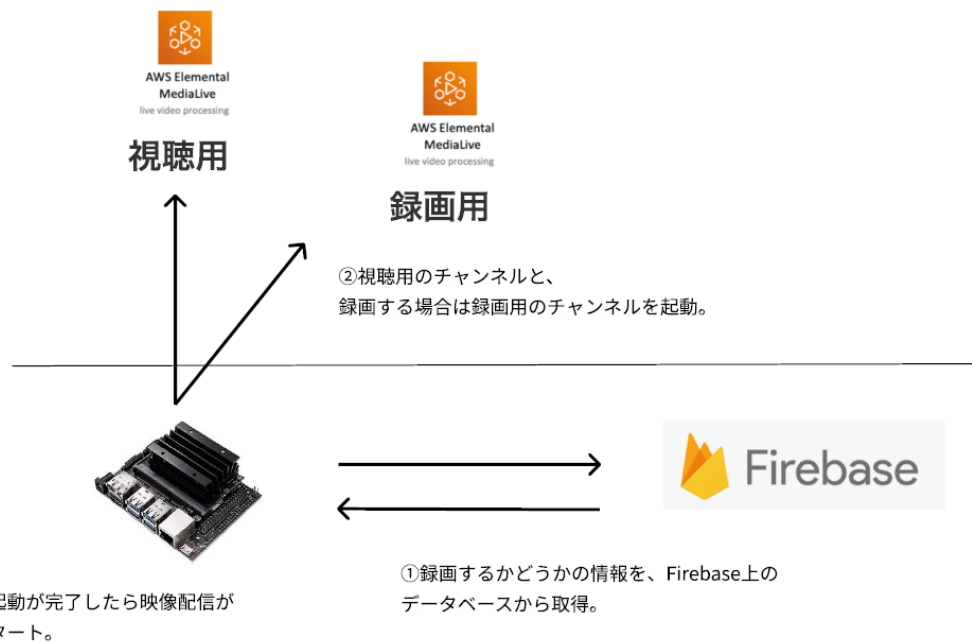 AWS Elemental
MediaLive
live video processing
視聴用
AWS Elemental
MediaLive
live video processing
録画用
②視聴用のチャンネルと、
録画する場合は録画用のチャンネルを起動。
Firebase
①録画するかどうかの情報を、Firebase上の
データベースから取得。
起動が完了したら映像配信が
タート。